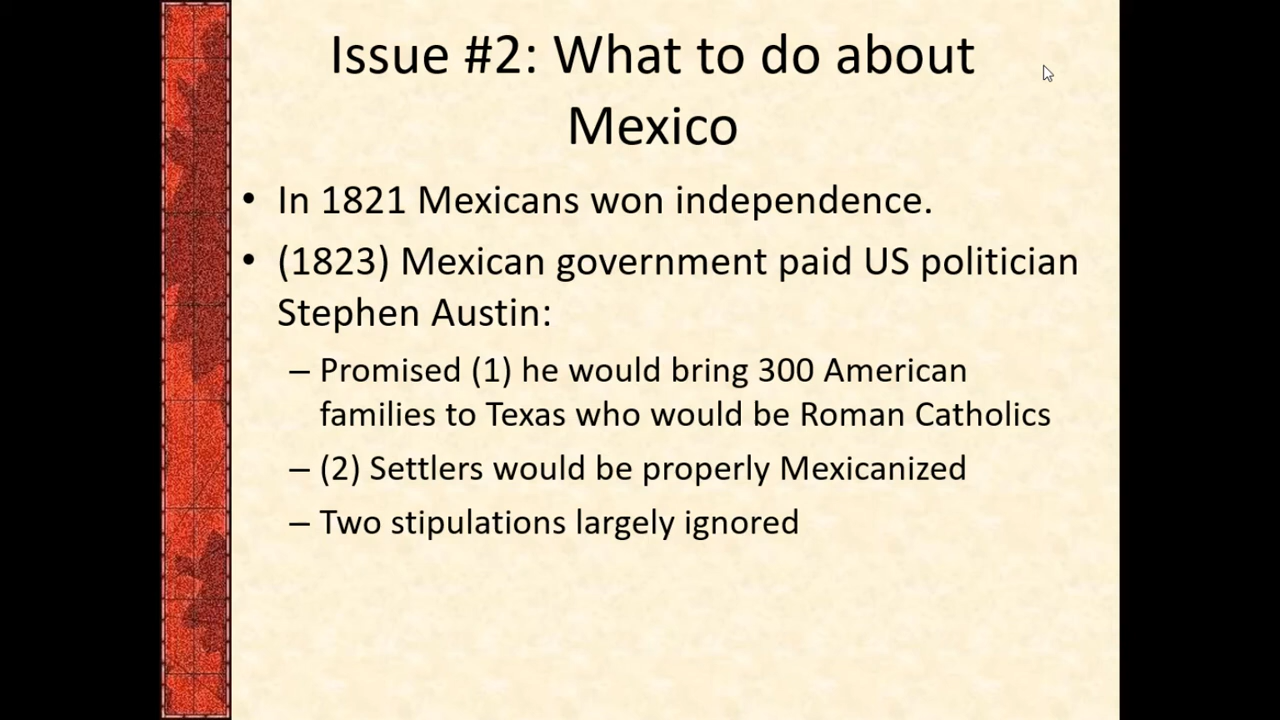 Issue #2: What to do about
Mexico
• In 1821 Mexicans won independence.
• (1823) Mexican government paid US politician
Stephen Austin:
– Promised (1) he would bring 300 American
families to Texas who would be Roman Catholics
– (2) Settlers would be properly Mexicanized
– Two stipulations largely ignored